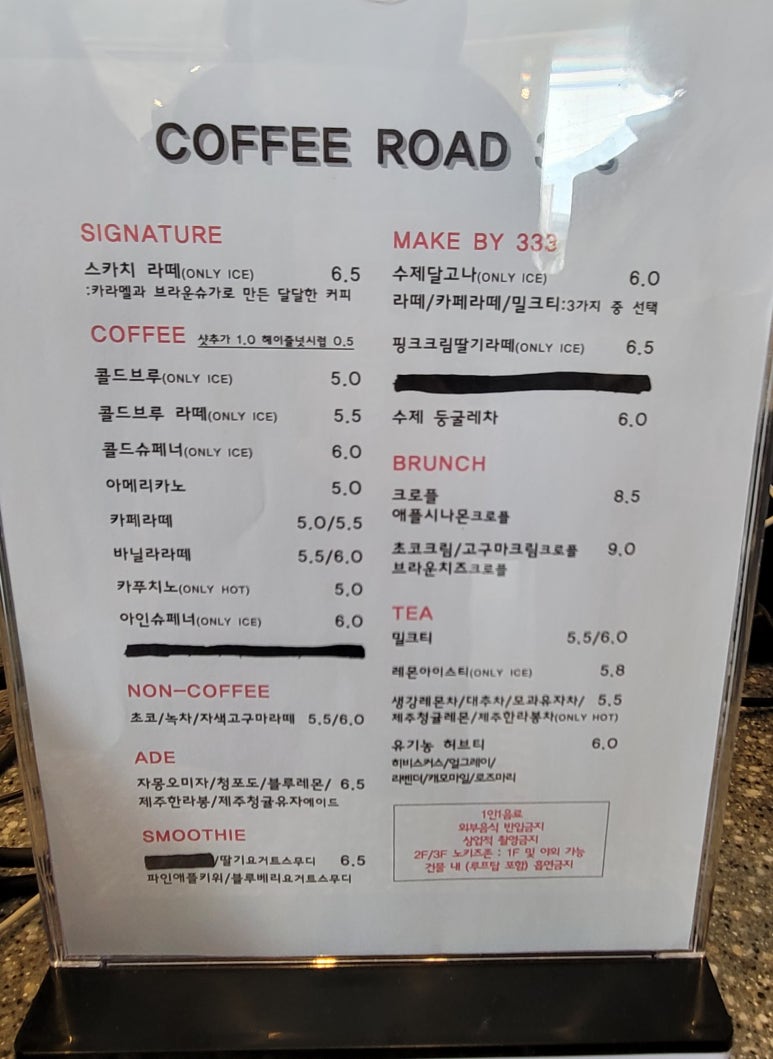 COFFEE ROAD
SIGNATURE
스카치 라떼(ONLY ICE) 6.5
:카라멜과 브라운슈가로 만든 달달한 커피
COFFEE 샷추가 1.0 헤이즐넛시럽 0.5
콜드브루(ONLY ICE) 5.0
콜드브루 라떼(ONLY ICE) 5.5
콜드슈페너(ONLY ICE) 6.0
아메리카노 5.0
카페라떼 5.0/5.5
바닐라라떼 5.5/6.0
카푸치노(ONLY HOT) 5.0
아인슈페너(ONLY ICE) 6.0
NON-COFFEE
초코/녹차/자색고구마라떼 5.5/6.0
ADE
자몽오미자/청포도/블루레몬/ 6.5
제주한라봉/제주청귤유자에이드
SMOOTHIE
/딸기요거트스무디 6.5
파인애플키위/블루베리요거트스무디
MAKE BY 333
수제달고나(ONLY ICE) 6.0
라떼/카페라떼/밀크티:3가지 중 선택
핑크크림딸기라떼(ONLY ICE) 6.5
수제 둥굴레차 6.0
BRUNCH
크로플 8.5
애플시나몬크로플
초코크림/고구마크림크로플 9.0
브라운치즈크로플
TEA
밀크티 5.5/6.0
레몬아이스티(ONLY ICE) 5.8
생강레몬차/대추차/모과유자차/ 5.5
제주청귤레몬/제주한라봉차(ONLY HOT)
유기농 허브티 6.0
히비스커스/얼그레이/
라벤더/캐모마일/로즈마리
1인1음료
외부음식 반입금지
상업적 촬영금지
2F/3F 노키즈존 : 1F 및 야외 가능
건물 내 (루프탑 포함) 흡연금지